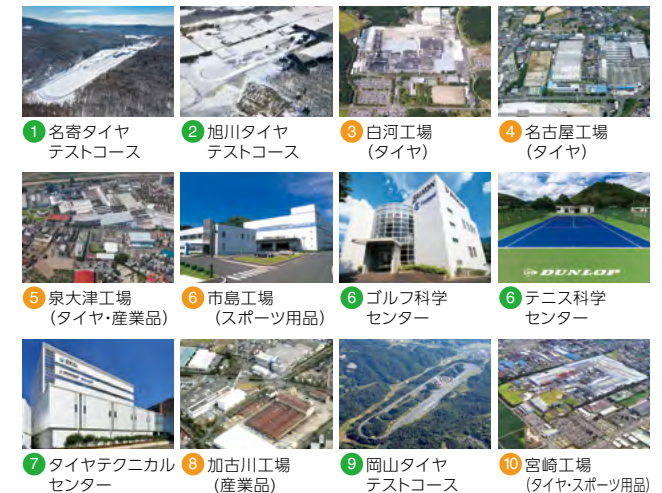 1 名寄タイヤ
テストコース
2 旭川タイヤ
テストコース
3 白河工場
(タイヤ)
4 名古屋工場
(タイヤ)
DUNLOP
5 泉大津工場
(タイヤ・産業品)
6 市島工場
(スポーツ用品)
6 ゴルフ科学
センター
6 テニス科学
センター
7 タイヤテクニカル
センター
8 加古川工場
(産業品)
9 岡山タイヤ
テストコース
10 宮崎工場
(タイヤ・スポーツ用品)